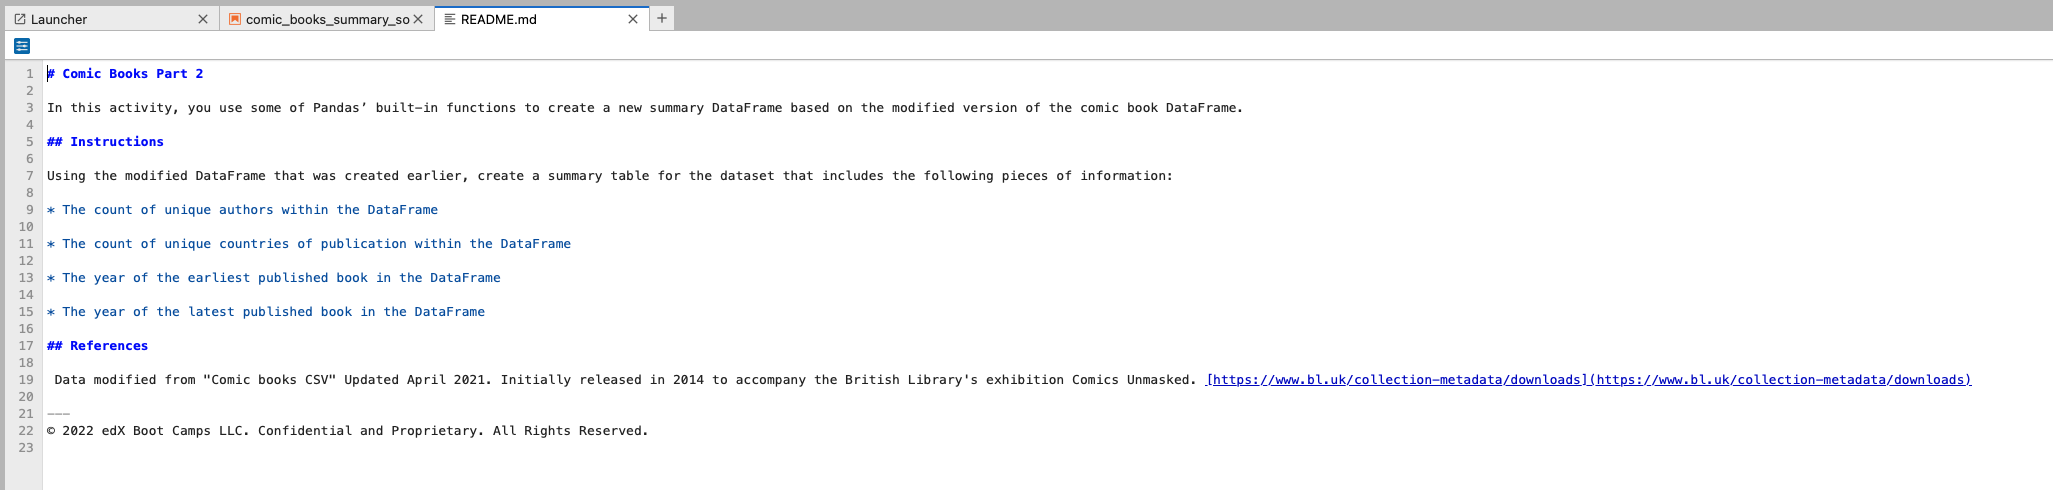 Launcher
comic_books_summary_so
README.md
1 # Comic Books Part 2
2
3 In this activity, you use some of Pandas’ built-in functions to create a new summary DataFrame based on the modified version of the comic book DataFrame.
4
5 ## Instructions
6
7 Using the modified DataFrame that was created earlier, create a summary table for the dataset that includes the following pieces of information:
8
9 * The count of unique authors within the DataFrame
10
11 * The count of unique countries of publication within the DataFrame
12
13 * The year of the earliest published book in the DataFrame
14
15 * The year of the latest published book in the DataFrame
16
17 ## References
18
19 Data modified from "Comic books CSV" Updated April 2021. Initially released in 2014 to accompany the British Library's exhibition Comics Unmasked. [https://www.bl.uk/collection-metadata/downloads](https://www.bl.uk/collection-metadata/downloads)
20
21 ---
22 © 2022 edX Boot Camps LLC. Confidential and Proprietary. All Rights Reserved.
23